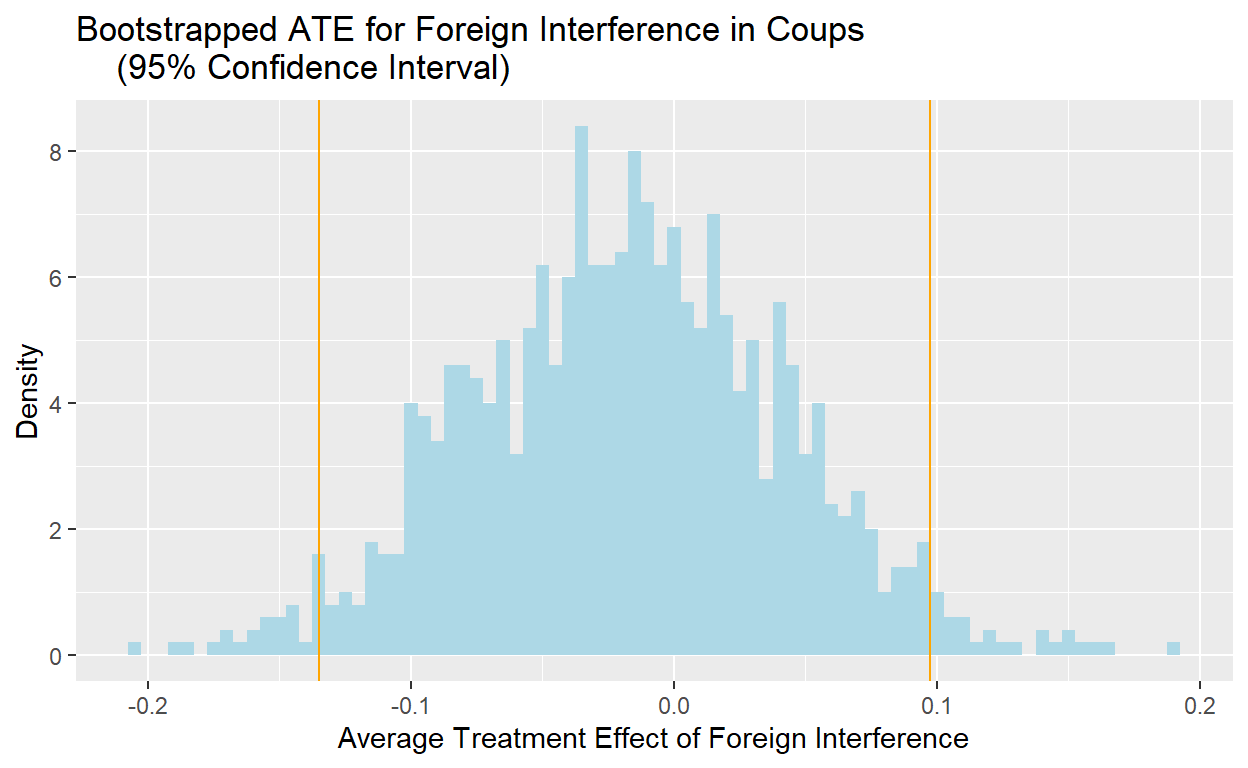 Bootstrapped ATE for Foreign Interference in Coups
(95% Confidence Interval)
8
6
4
2
0
Density
-0.2 -0.1 0.0 0.1 0.2
Average Treatment Effect of Foreign Interference